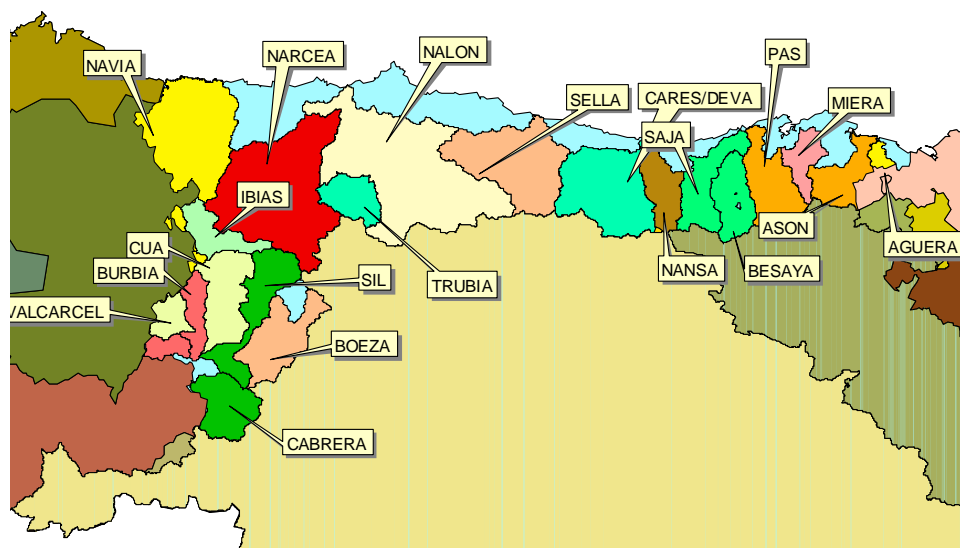 PAS
NARCEA
NALON
NAVIA
SELLA
CARES/DEVA
MIERA
SAJA
IBIAS
ASON
CUA
AGUERA
BURBIA
SIL
TRUBIA
NANSA
BESAYA
VALCARCEL
BOEZA
CABRERA